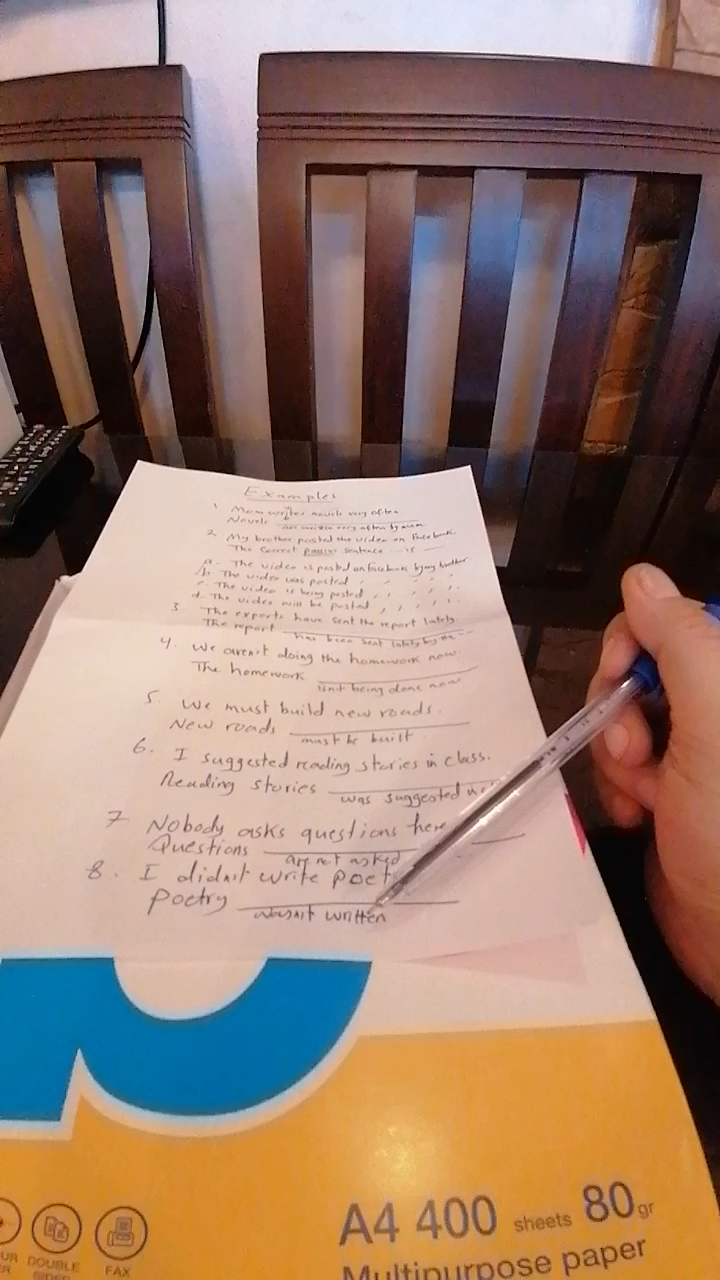 Examples
1. Mom writes novels very often.
Novels are written very often by mom
2. My brother posted the video on Facebook.
The correct passive sentence is
a. The video is posted on Facebook by my brother
b. The video was posted , , , ,
c. The video is being posted , , , ,
d. The video will be posted , , , ,
3. The experts have sent the report lately.
The report has been sent lately by the
4. We aren't doing the homework now.
The homework isn't being done now
5. We must build new roads.
New roads must be built
6. I suggested reading stories in class.
Reading stories was suggested
7 Nobody asks questions here
Questions are not asked
8. I didn't write poet
Poetry wasn't written
A4 400 sheets 80 gr
Multipurpose paper
DOUBLE
FAX